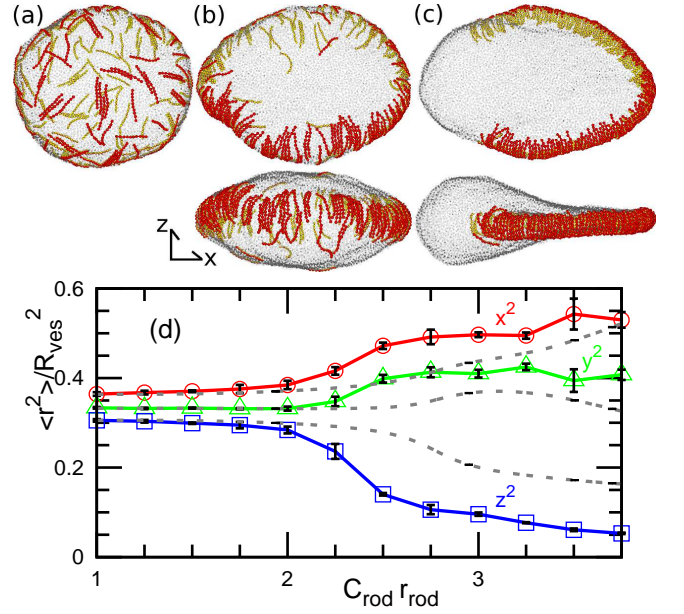 (a) (b) (c)
z
x
0.6
(d)
x²
y²
0.4
<r²>/R_ves²
0.2
z²
0
1 2 3
C_rod r_rod